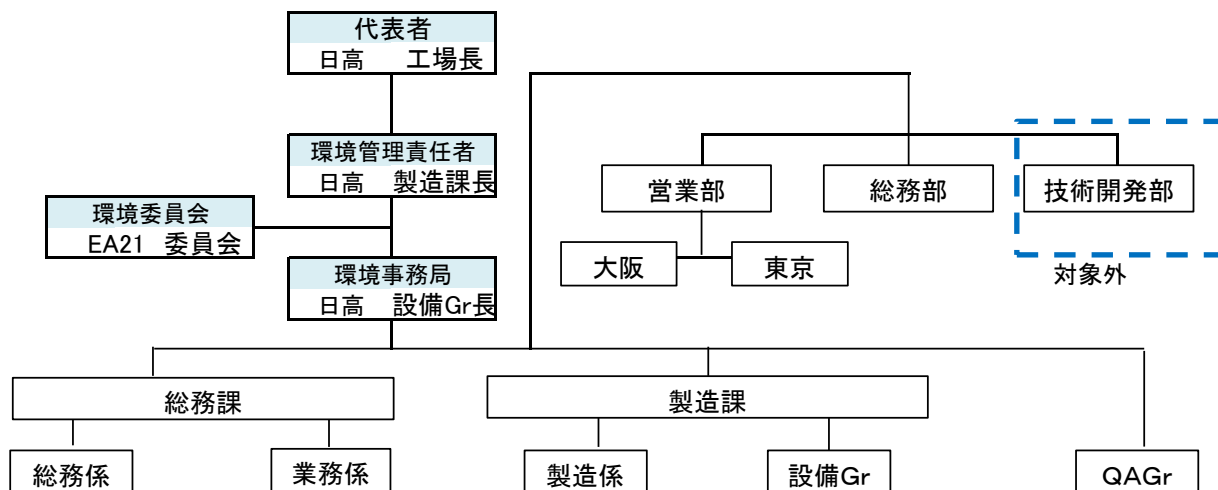 代表者
日高 工場長
環境管理責任者
日高 製造課長
環境委員会
EA21 委員会
環境事務局
日高 設備Gr長
営業部
総務部
技術開発部
大阪
東京
対象外
総務課
製造課
総務係
業務係
製造係
設備Gr
QAGr